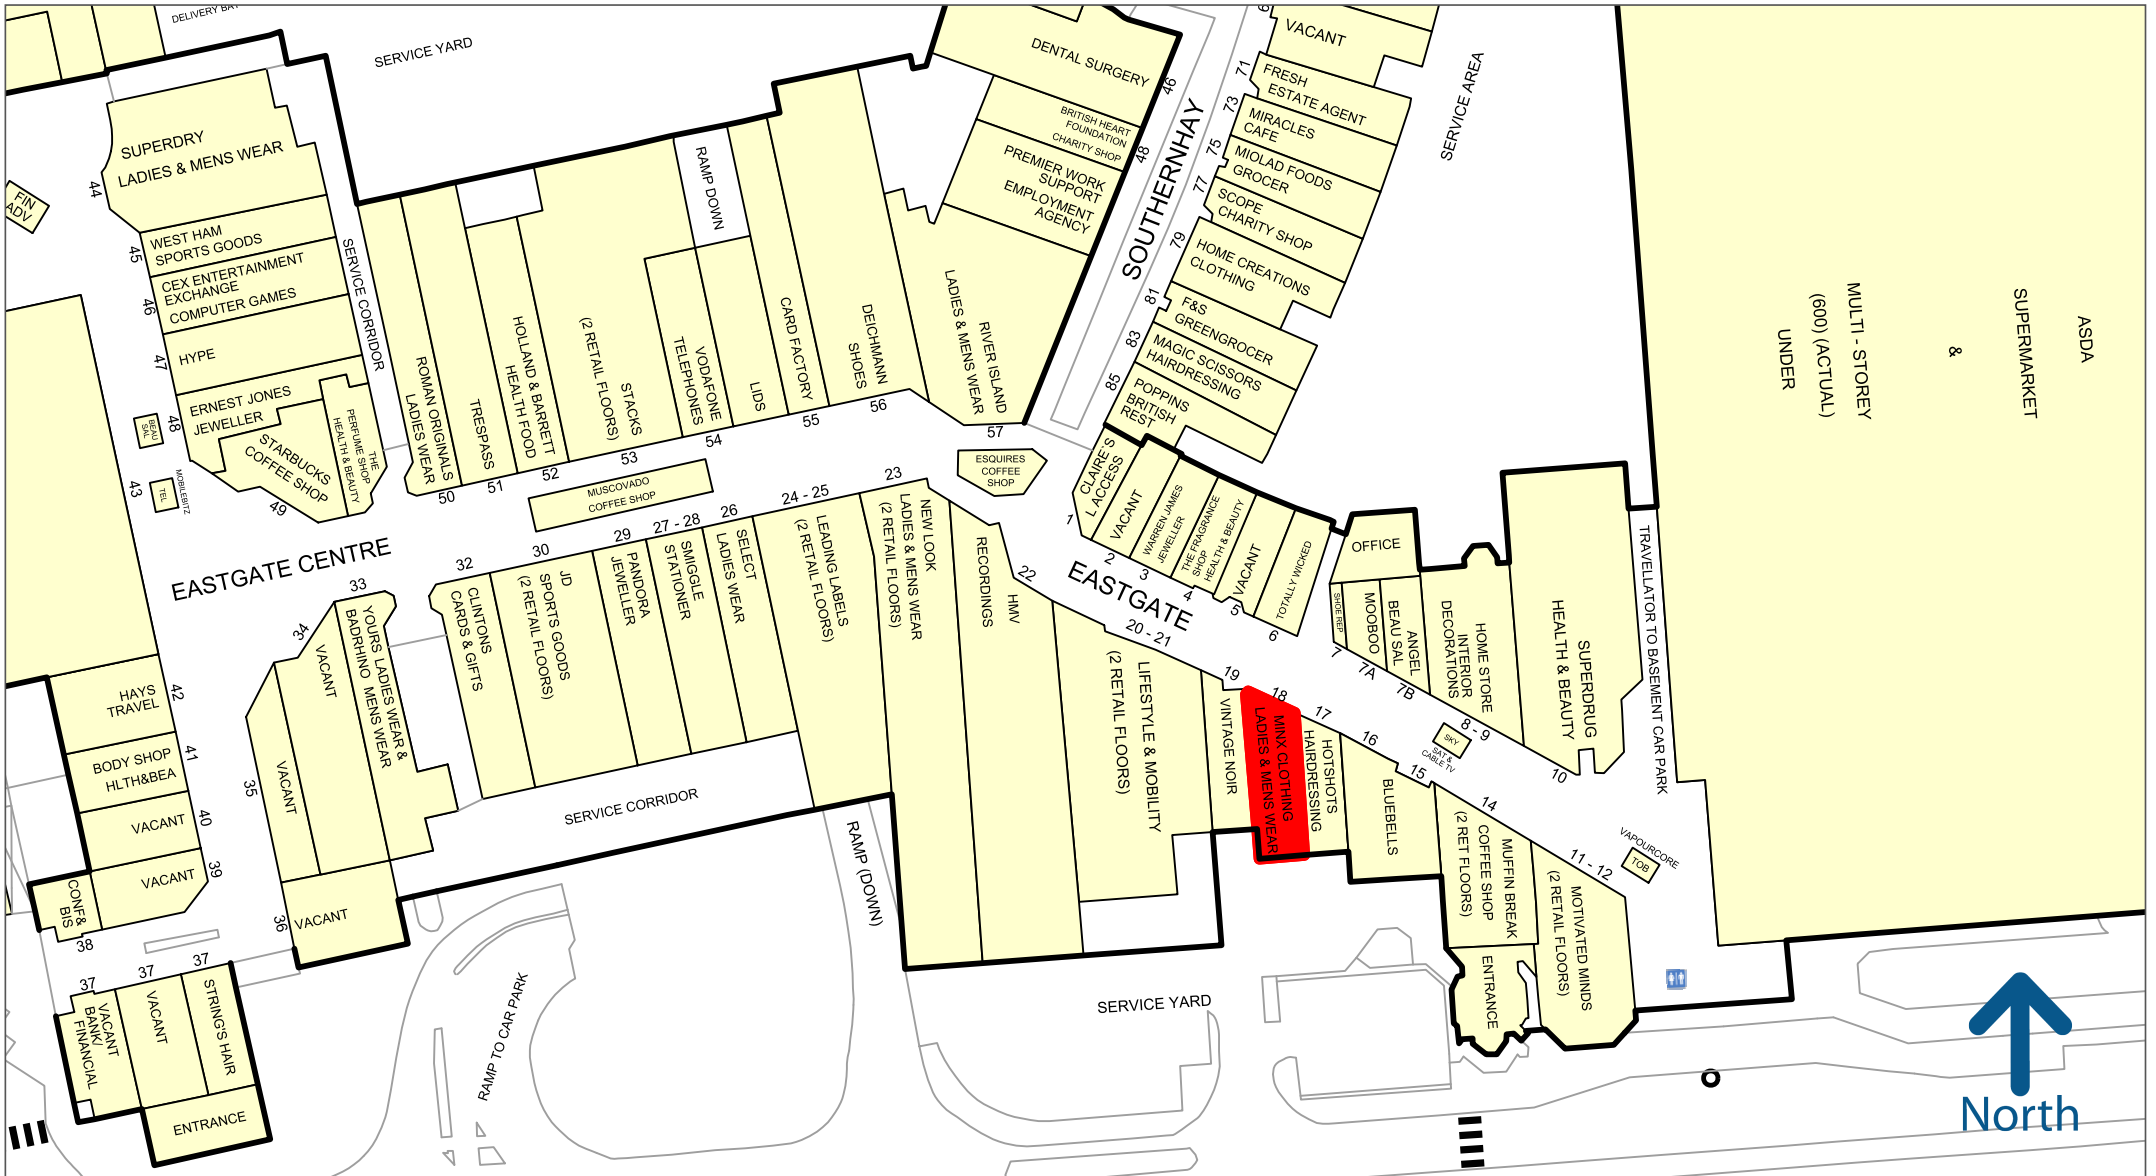 DELIVERY BAY
SERVICE YARD
SUPERDRY
LADIES & MENS WEAR
44
FIN
ADV
WEST HAM
SPORTS GOODS
45
CEX ENTERTAINMENT
EXCHANGE
COMPUTER GAMES
46
HYPE
47
ERNEST JONES
JEWELLER
48
STARBUCKS
COFFEE SHOP
49
THE
PERFUME SHOP
HEALTH & BEAUTY
SERVICE CORRIDOR
BEAU
SAL
TEL
MOBILEBITZ
43
ROMAN ORIGINALS
LADIES WEAR
50
TRESPASS
51
HOLLAND & BARRETT
HEALTH FOOD
52
STACKS
(2 RETAIL FLOORS)
53
RAMP DOWN
VODAFONE
TELEPHONES
54
LIDS
CARD FACTORY
55
DEICHMANN
SHOES
56
RIVER ISLAND
LADIES & MENS WEAR
57
DENTAL SURGERY
46
BRITISH HEART
FOUNDATION
CHARITY SHOP
48
PREMIER WORK
SUPPORT
EMPLOYMENT
AGENCY
SOUTHERNHAY
VACANT
71
FRESH
ESTATE AGENT
73
MIRACLES
CAFE
75
MIOLAD FOODS
GROCER
77
SCOPE
CHARITY SHOP
79
HOME CREATIONS
CLOTHING
81
F&S
GREENGROCER
83
MAGIC SCISSORS
HAIRDRESSING
85
POPPINS
BRITISH
REST
SERVICE AREA
ASDA
SUPERMARKET
&
MULTI - STOREY
(600) (ACTUAL)
UNDER
MUSCOVADO
COFFEE SHOP
ESQUIRES
COFFEE
SHOP
CLAIRE'S
L ACCESS
1
VACANT
2
WARREN JAMES
JEWELLER
3
THE FRAGRANCE
SHOP
HEALTH & BEAUTY
4
VACANT
5
TOTALLY WICKED
6
OFFICE
SHOE REP
7
MOOBOO
7A
ANGEL
BEAU SAL
7B
HOME STORE
INTERIOR
DECORATIONS
8 - 9
SUPERDRUG
HEALTH & BEAUTY
10
TRAVELLATOR TO BASEMENT CAR PARK
EASTGATE CENTRE
EASTGATE
33
YOURS LADIES WEAR &
BADRHINO MENS WEAR
34
VACANT
35
VACANT
36
VACANT
32
CLINTONS
CARDS & GIFTS
30
JD
SPORTS GOODS
(2 RETAIL FLOORS)
29
PANDORA
JEWELLER
27 - 28
SMIGGLE
STATIONER
26
SELECT
LADIES WEAR
24 - 25
LEADING LABELS
(2 RETAIL FLOORS)
23
NEW LOOK
LADIES & MENS WEAR
(2 RETAIL FLOORS)
22
HMV
RECORDINGS
20 - 21
LIFESTYLE & MOBILITY
(2 RETAIL FLOORS)
19
VINTAGE NOIR
18
MINX CLOTHING
LADIES & MENS WEAR
17
HOTSHOTS
HAIRDRESSING
16
BLUEBELLS
15
SKY
SAT &
CABLE TV
14
MUFFIN BREAK
COFFEE SHOP
(2 RET FLOORS)
11 - 12
MOTIVATED MINDS
(2 RETAIL FLOORS)
VAPOURCORE
TOB
ENTRANCE
42
HAYS
TRAVEL
41
BODY SHOP
HLTH&BEA
40
VACANT
39
VACANT
CONF&
BIS
38
37
VACANT
BANK/
FINANCIAL
37
VACANT
37
STRING'S HAIR
ENTRANCE
SERVICE CORRIDOR
RAMP (DOWN)
RAMP TO CAR PARK
SERVICE YARD
North